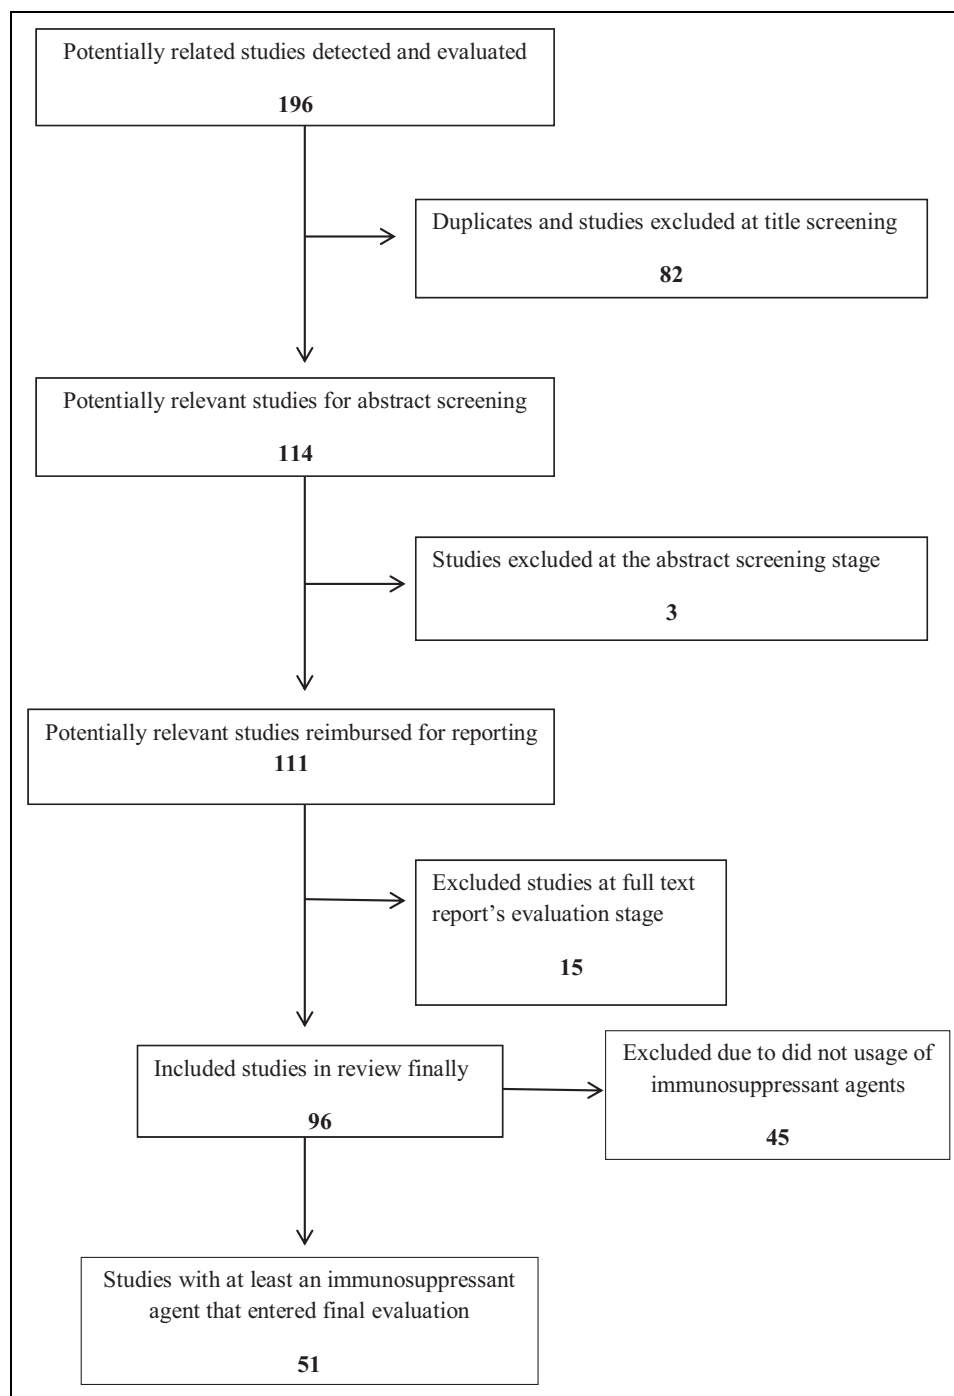 Potentially related studies detected and evaluated
196
Duplicates and studies excluded at title screening
82
Potentially relevant studies for abstract screening
114
Studies excluded at the abstract screening stage
3
Potentially relevant studies reimbursed for reporting
111
Excluded studies at full text
report's evaluation stage
15
Included studies in review finally
96
Excluded due to did not usage of
immunosuppressant agents
45
Studies with at least an immunosuppressant
agent that entered final evaluation
51